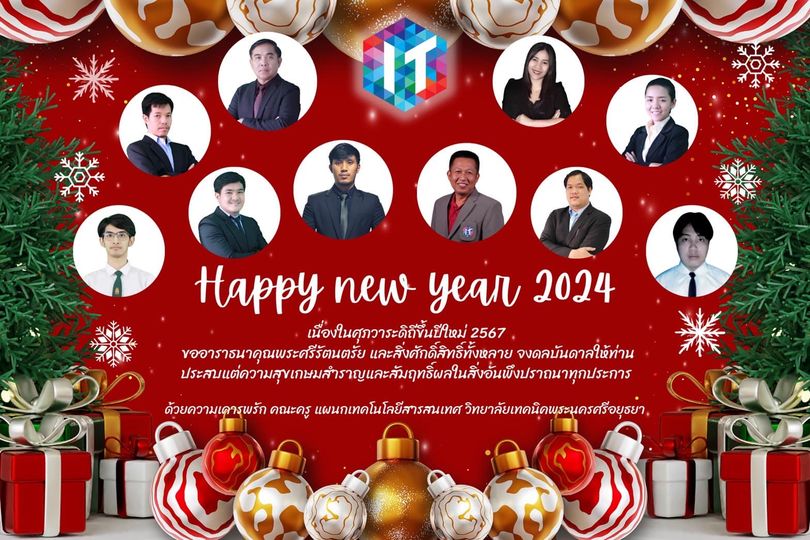 IT
Happy new year 2024
เนื่องในศุภวาระดิถีขึ้นปีใหม่ 2567
ขออาราธนาคุณพระศรีรัตนตรัย และสิ่งศักดิ์สิทธิ์ทั้งหลาย จงดลบันดาลให้ท่าน
ประสบแต่ความสุขเกษมสำราญและสัมฤทธิ์ผลในสิ่งอันพึงปรารถนาทุกประการ
ด้วยความเคารพรัก คณะครู แผนกเทคโนโลยีสารสนเทศ วิทยาลัยเทคนิคพระนครศรีอยุธยา